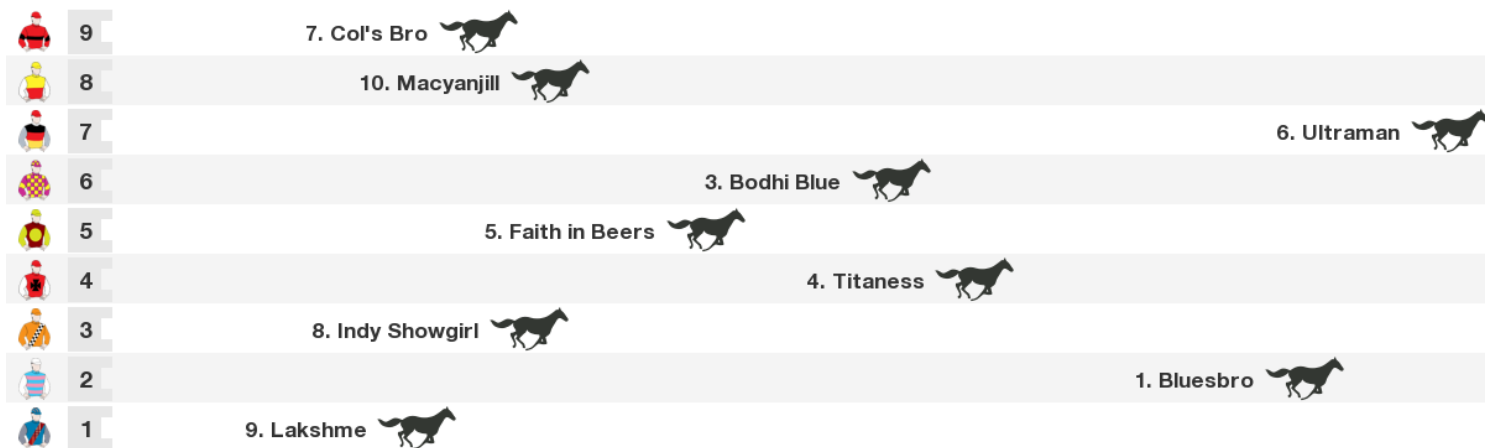 9 7. Col's Bro
8 10. Macyanjill
7 6. Ultraman
6 3. Bodhi Blue
5 5. Faith in Beers
4 4. Titaness
3 8. Indy Showgirl
2 1. Bluesbro
1 9. Lakshme